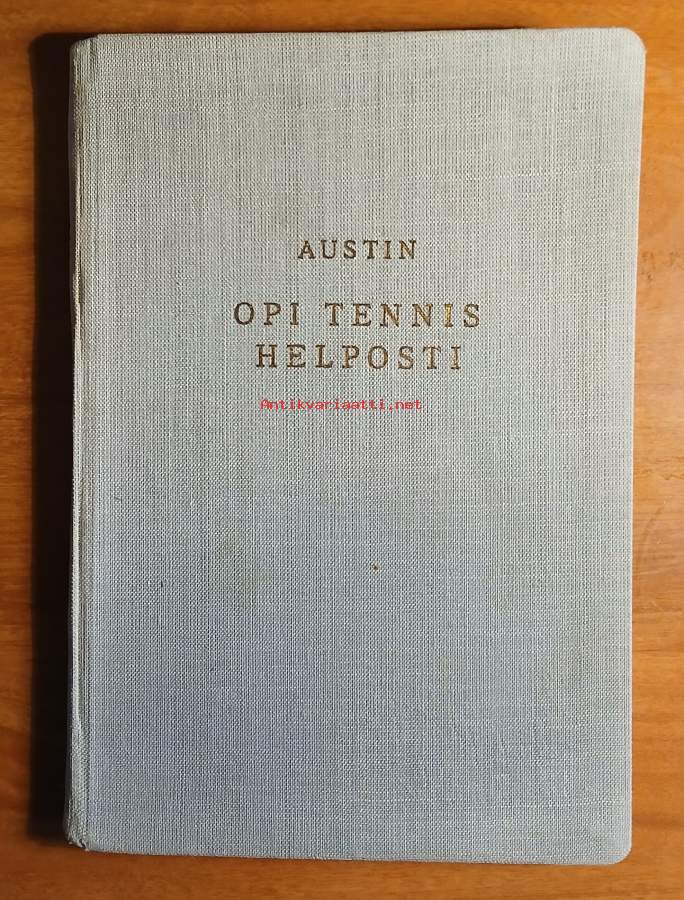 AUSTIN
OPI TENNIS
HELPOSTI
Antikvariaatti.net